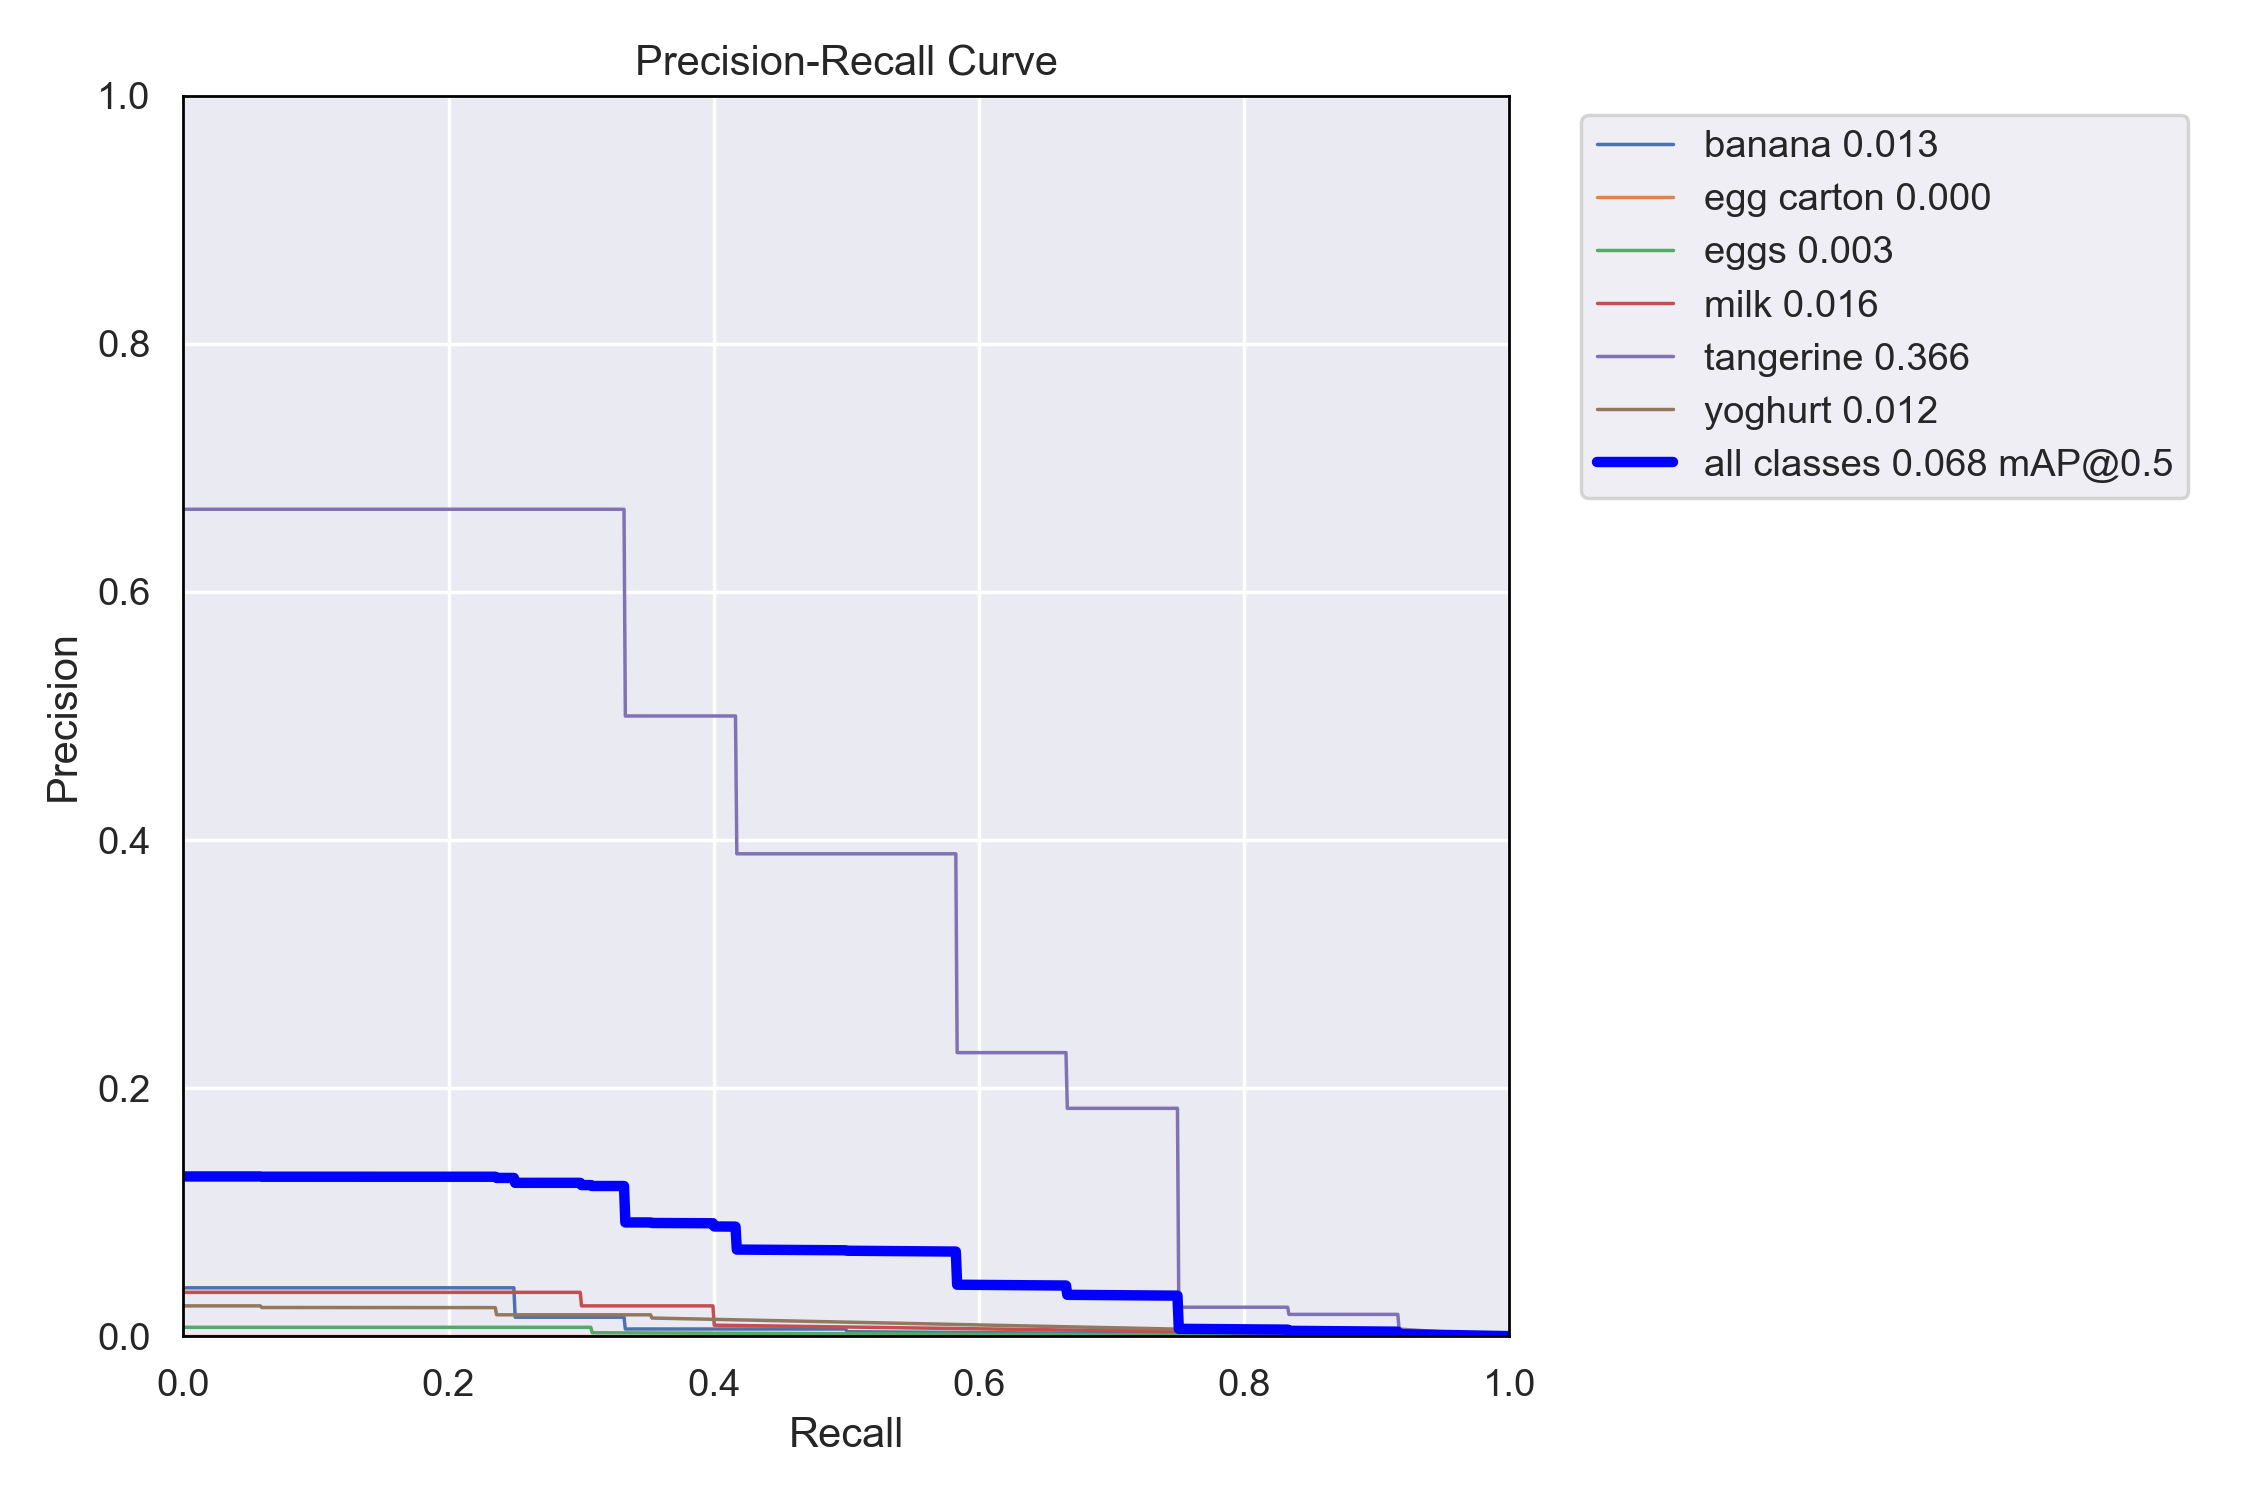 Precision-Recall Curve
1.0
0.8
0.6
0.4
0.2
0.0
Precision
0.0 0.2 0.4 0.6 0.8 1.0
Recall
banana 0.013
egg carton 0.000
eggs 0.003
milk 0.016
tangerine 0.366
yoghurt 0.012
all classes 0.068 mAP@0.5